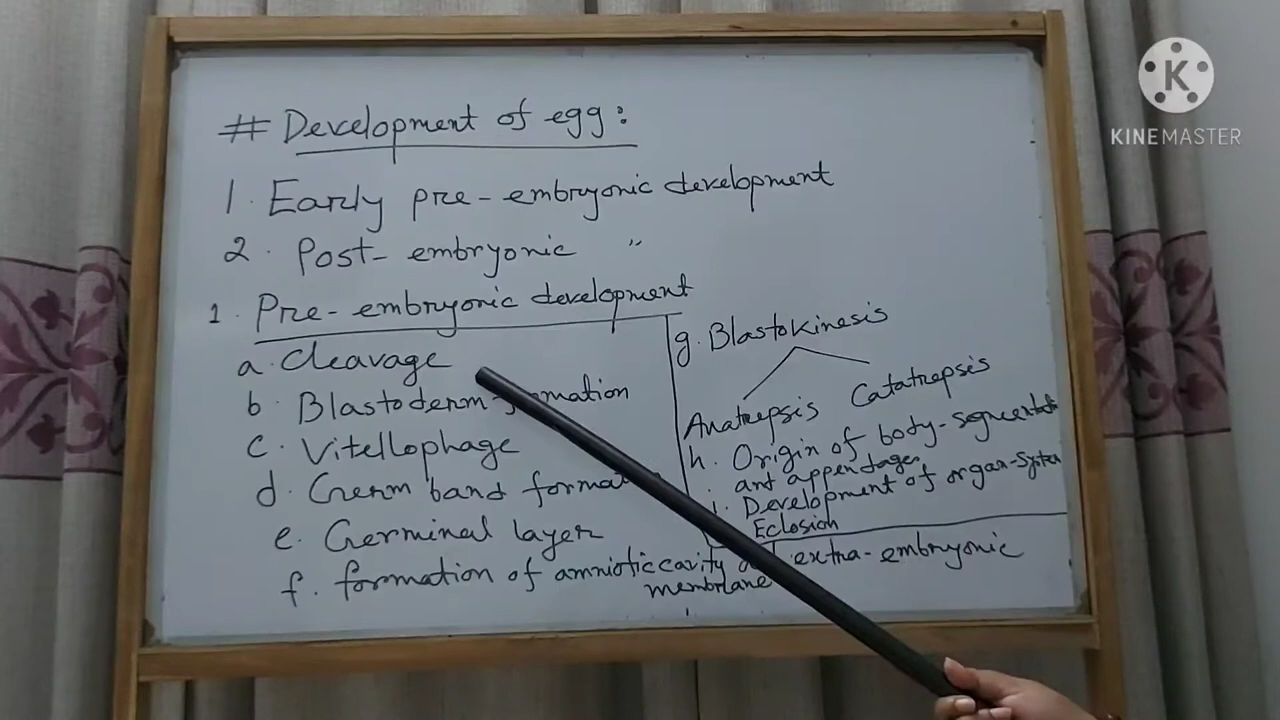 # Development of egg:
1. Early pre-embryonic development
2. Post-embryonic "
1. Pre-embryonic development
a. Cleavage
b. Blastoderm
c. Vitellophage
d. Germ band
e. Germinal layer
f. formation of amniotic cavity extra-embryonic
membrane
g. Blastokinesis
Anatrepsis Catatrepsis
h. Origin of body-segment
and appendages
Development of organ-system
Eclosion
KINEMASTER